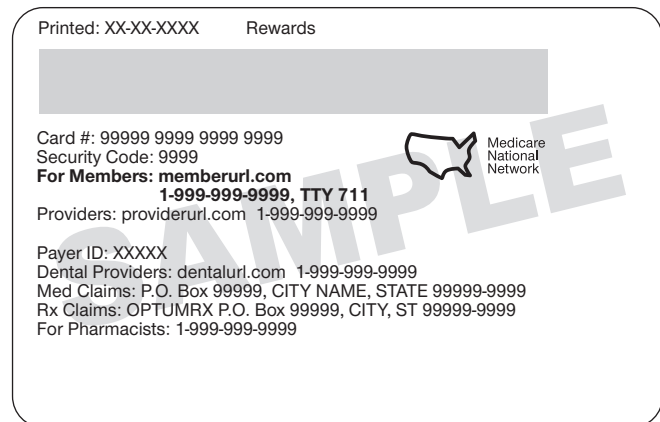 Printed: XX-XX-XXXX Rewards
Card #: 99999 9999 9999 9999
Security Code: 9999
For Members: memberurl.com
1-999-999-9999, TTY 711
Providers: providerurl.com 1-999-999-9999
Medicare
National
Network
Payer ID: XXXXX
Dental Providers: dentalurl.com 1-999-999-9999
Med Claims: P.O. Box 99999, CITY NAME, STATE 99999-9999
Rx Claims: OPTUMRX P.O. Box 99999, CITY, ST 99999-9999
For Pharmacists: 1-999-999-9999
SAMPLE